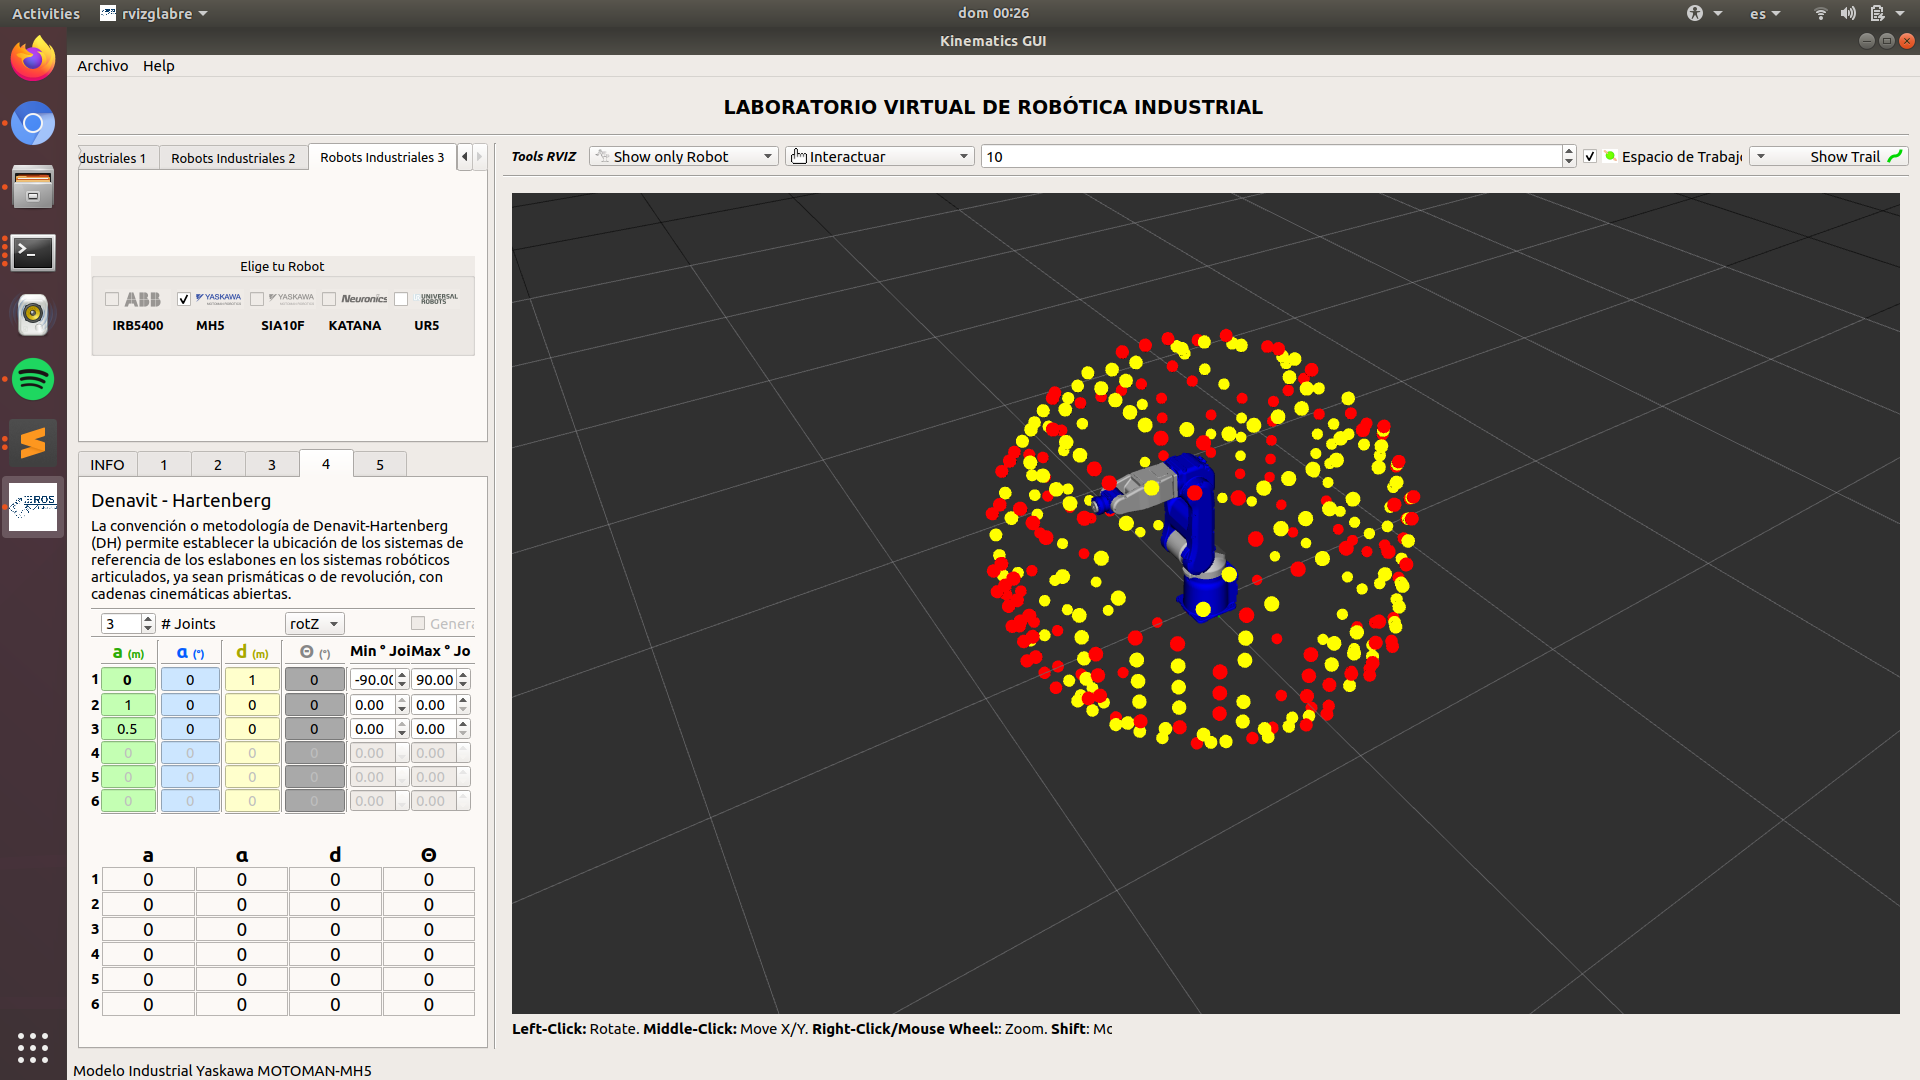 Activities rvizglabre dom 00:26 es
Kinematics GUI
Archivo Help
LABORATORIO VIRTUAL DE ROBÓTICA INDUSTRIAL
dustriales 1 Robots Industriales 2 Robots Industriales 3
Tools RVIZ Show only Robot Interactuar 10 Espacio de Trabaj Show Trail
Elige tu Robot
ABB YASKAWA YASKAWA Neuronics UNIVERSAL ROBOTS
IRB5400 MH5 SIA10F KATANA UR5
INFO 1 2 3 4 5
ROS
Denavit - Hartenberg
La convención o metodología de Denavit-Hartenberg
(DH) permite establecer la ubicación de los sistemas de
referencia de los eslabones en los sistemas robóticos
articulados, ya sean prismáticas o de revolución, con
cadenas cinemáticas abiertas.
3 # Joints rotZ Genera
a (m) α (°) d (m) Θ (°) Min ° Joi Max ° Jo
1 0 0 1 0 -90.00 90.00
2 1 0 0 0 0.00 0.00
3 0.5 0 0 0 0.00 0.00
4 0 0 0 0 0.00 0.00
5 0 0 0 0 0.00 0.00
6 0 0 0 0 0.00 0.00
a α d Θ
1 0 0 0 0
2 0 0 0 0
3 0 0 0 0
4 0 0 0 0
5 0 0 0 0
6 0 0 0 0
Left-Click: Rotate. Middle-Click: Move X/Y. Right-Click/Mouse Wheel:: Zoom. Shift: Mc
Modelo Industrial Yaskawa MOTOMAN-MH5